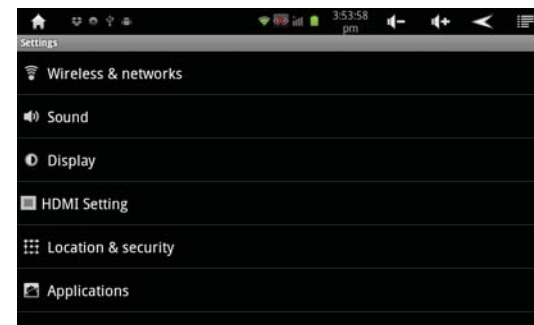 3:53:58
pm
Settings
Wireless & networks
Sound
Display
HDMI Setting
Location & security
Applications